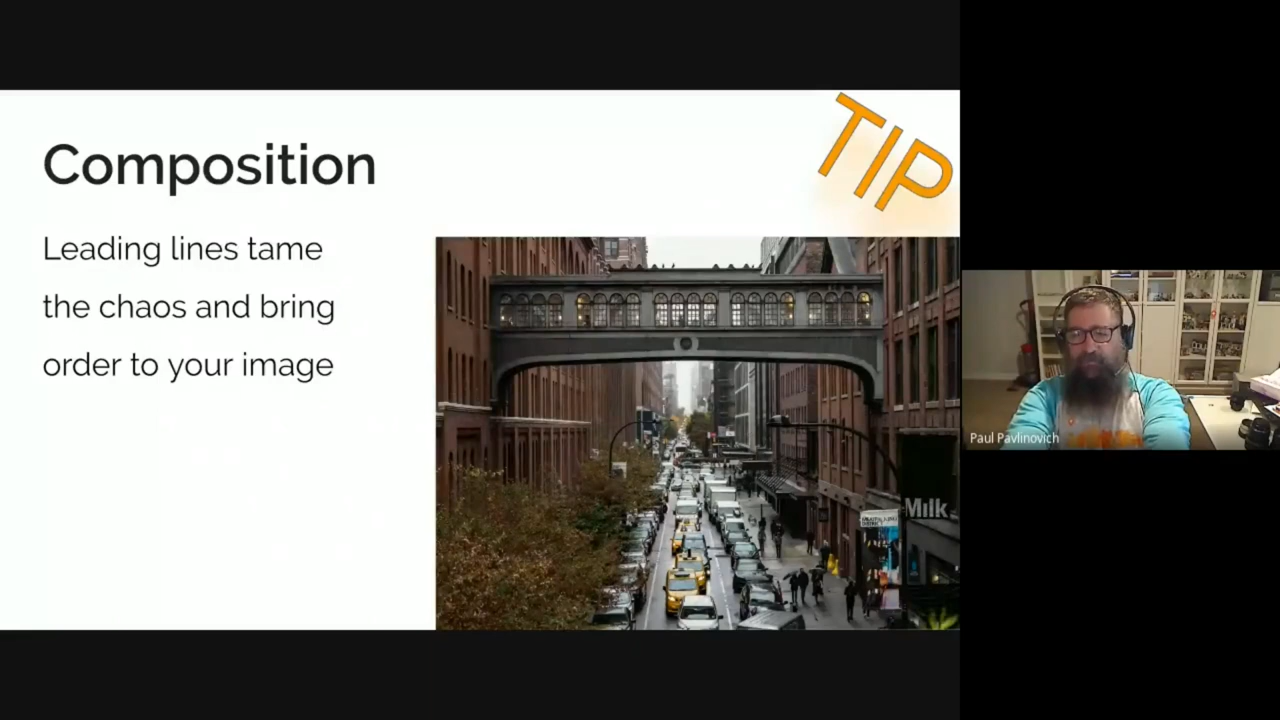 TIP
Composition
Leading lines tame
the chaos and bring
order to your image
Milk
Paul Pavlinovich